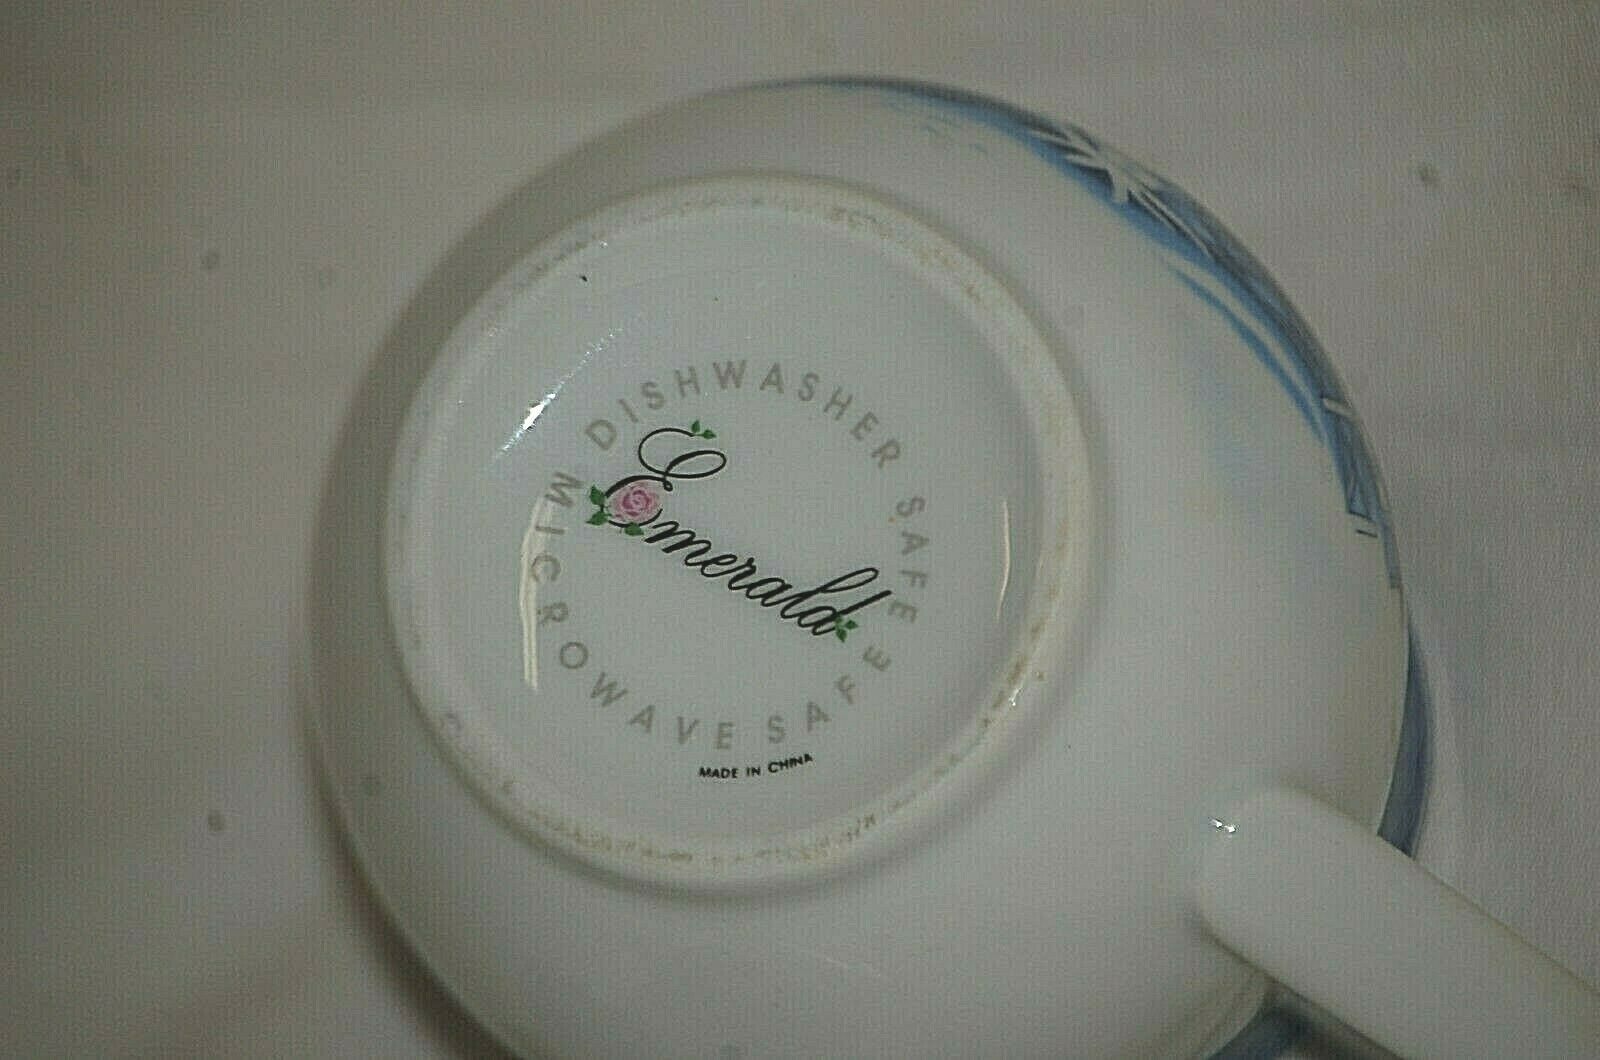 DISHWASHER SAFE
Emerald
MICROWAVE SAFE
MADE IN CHINA